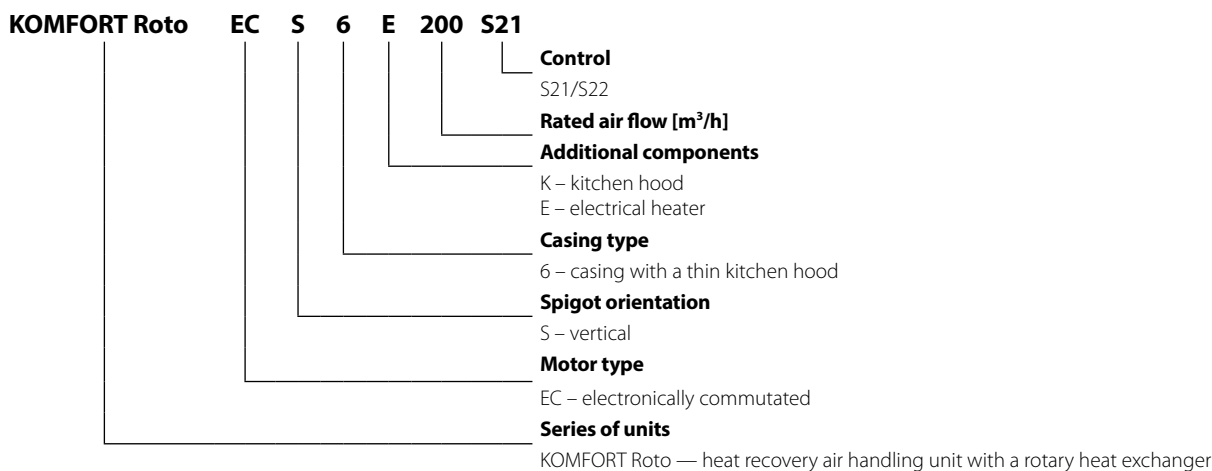 KOMFORT Roto EC S 6 E 200 S21
Control
S21/S22
Rated air flow [m³/h]
Additional components
K – kitchen hood
E – electrical heater
Casing type
6 – casing with a thin kitchen hood
Spigot orientation
S – vertical
Motor type
EC – electronically commutated
Series of units
KOMFORT Roto — heat recovery air handling unit with a rotary heat exchanger